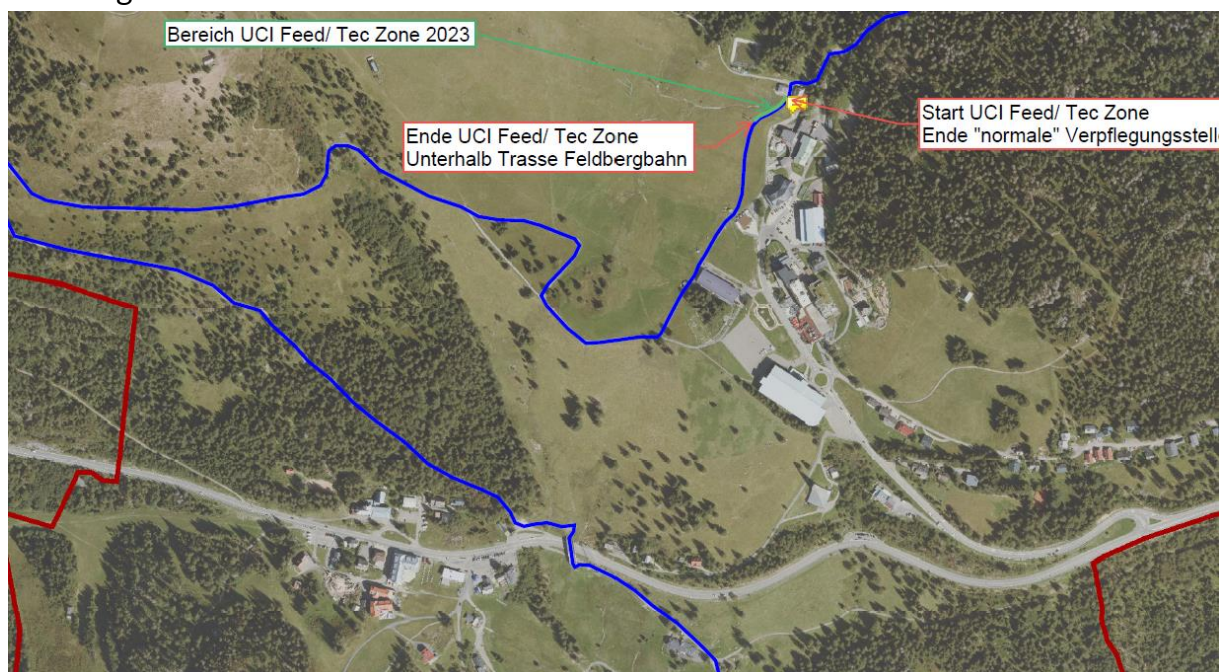 Bereich UCI Feed/ Tec Zone 2023
Ende UCI Feed/ Tec Zone
Unterhalb Trasse Feldbergbahn
Start UCI Feed/ Tec Zone
Ende "normale" Verpflegungsstelle